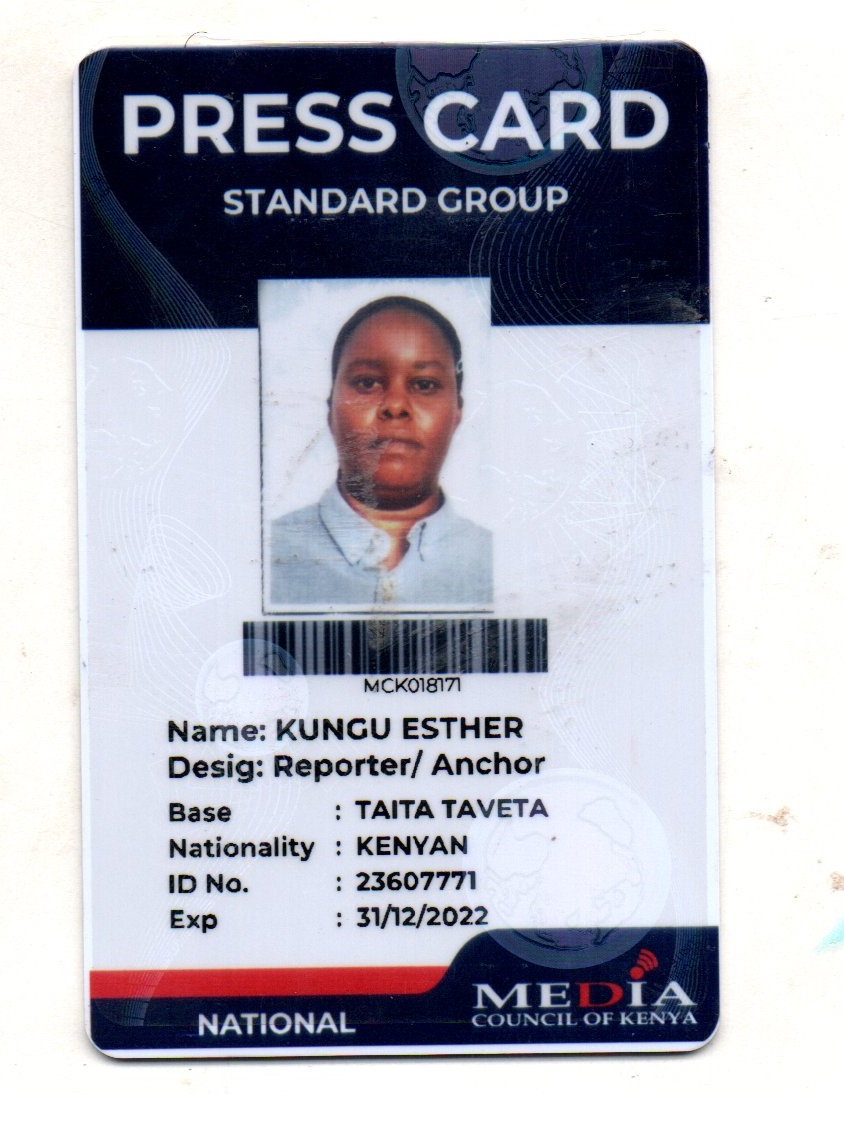 PRESS CARD
STANDARD GROUP
MCK018171
Name: KUNGU ESTHER
Desig: Reporter/ Anchor
Base : TAITA TAVETA
Nationality : KENYAN
ID No. : 23607771
Exp : 31/12/2022
NATIONAL
MEDIA
COUNCIL OF KENYA